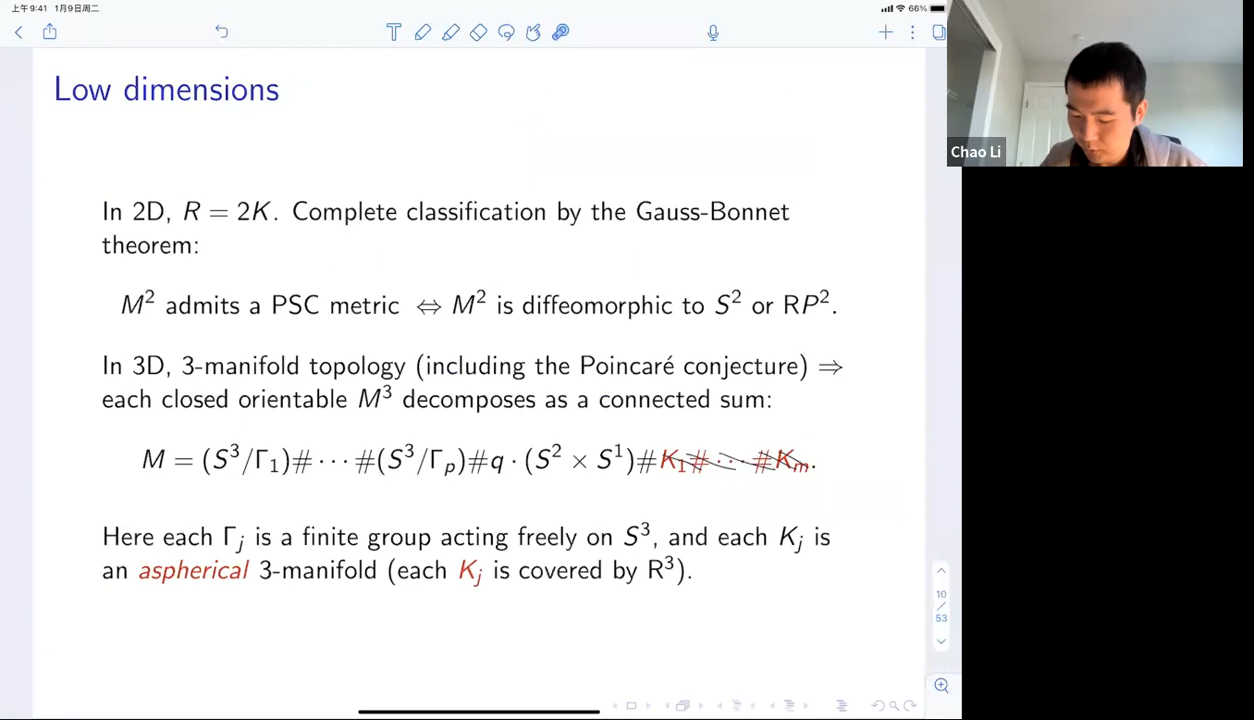 上午9:41 1月9日周二
66%
Low dimensions
Chao Li
In 2D, R = 2K. Complete classification by the Gauss-Bonnet
theorem:
M² admits a PSC metric ⇔ M² is diffeomorphic to S² or RP².
In 3D, 3-manifold topology (including the Poincaré conjecture) ⇒
each closed orientable M³ decomposes as a connected sum:
M = (S³/Γ₁)#···#(S³/Γₚ)#q · (S² × S¹)#K₁#···#Kₘ.
Here each Γⱼ is a finite group acting freely on S³, and each Kⱼ is
an aspherical 3-manifold (each Kⱼ is covered by R³).
10
/
53